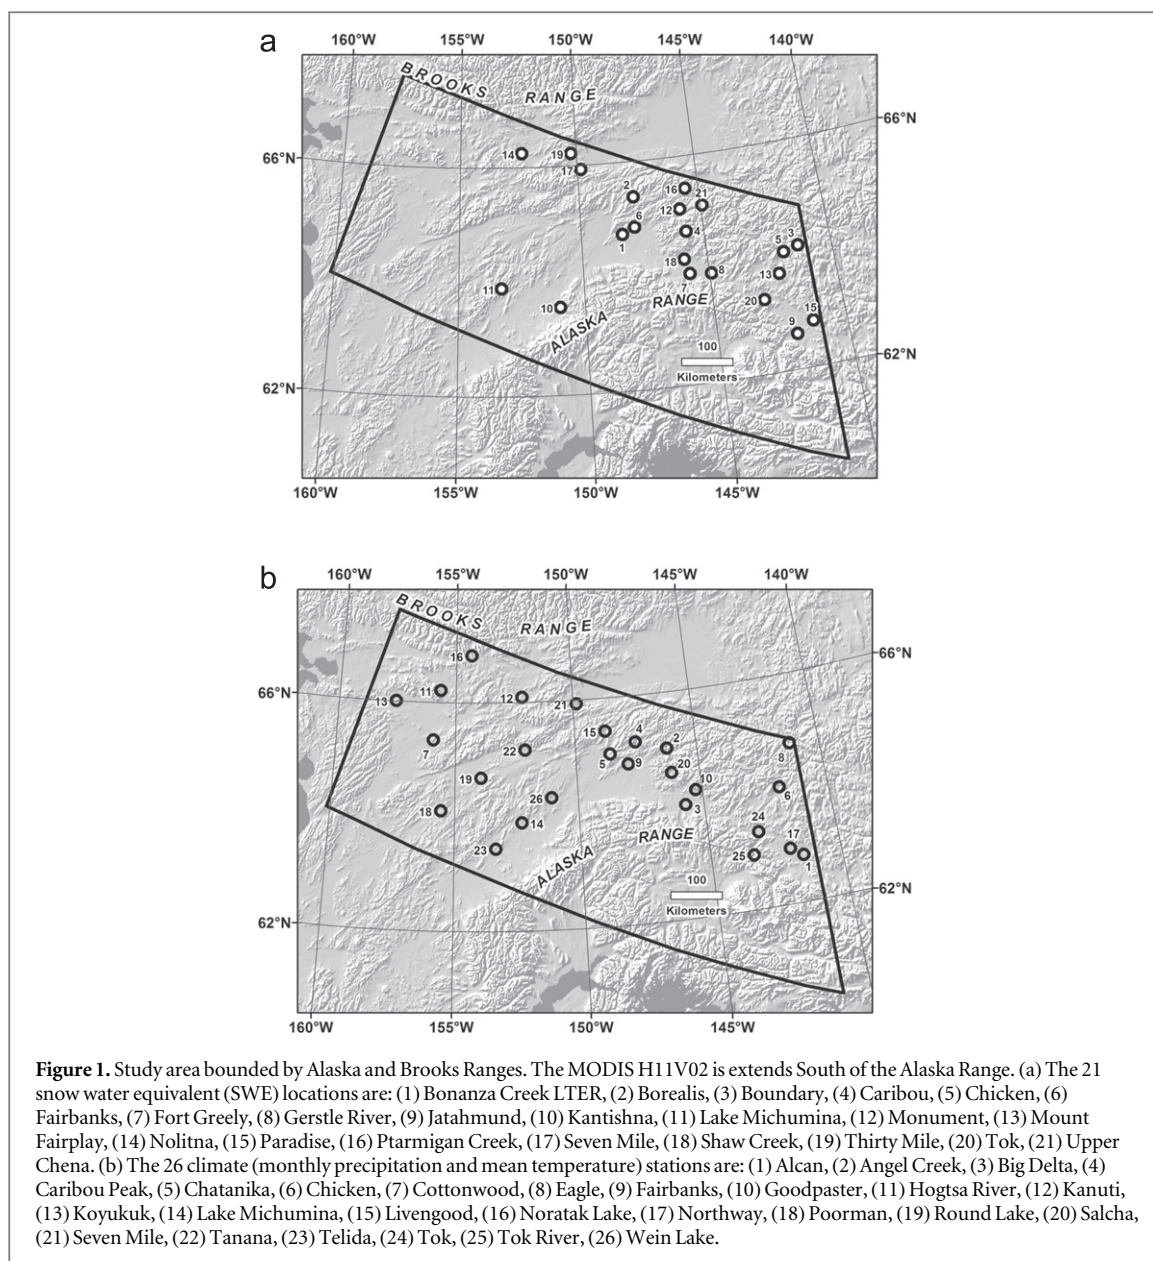 a
160°W 155°W 150°W 145°W 140°W
BROOKS RANGE
66°N
66°N
14 19
17
2 16 21
12
6 4
1
5 3
18
7 8
13
11
20
10
RANGE
15
ALASKA
9
100
Kilometers
62°N
62°N
160°W 155°W 150°W 145°W
b
160°W 155°W 150°W 145°W 140°W
BROOKS RANGE
16
66°N
66°N
11
13 12
21
15 4
2
7 22
5 9
8
20
19
10
6
26
3
18
14
24
RANGE
17
23
25
1
ALASKA
100
Kilometers
62°N
62°N
160°W 155°W 150°W 145°W
Figure 1. Study area bounded by Alaska and Brooks Ranges. The MODIS H11V02 is extends South of the Alaska Range. (a) The 21
snow water equivalent (SWE) locations are: (1) Bonanza Creek LTER, (2) Borealis, (3) Boundary, (4) Caribou, (5) Chicken, (6)
Fairbanks, (7) Fort Greely, (8) Gerstle River, (9) Jatahmund, (10) Kantishna, (11) Lake Michumina, (12) Monument, (13) Mount
Fairplay, (14) Nolitna, (15) Paradise, (16) Ptarmigan Creek, (17) Seven Mile, (18) Shaw Creek, (19) Thirty Mile, (20) Tok, (21) Upper
Chena. (b) The 26 climate (monthly precipitation and mean temperature) stations are: (1) Alcan, (2) Angel Creek, (3) Big Delta, (4)
Caribou Peak, (5) Chatanika, (6) Chicken, (7) Cottonwood, (8) Eagle, (9) Fairbanks, (10) Goodpaster, (11) Hogtsa River, (12) Kanuti,
(13) Koyukuk, (14) Lake Michumina, (15) Livengood, (16) Noratak Lake, (17) Northway, (18) Poorman, (19) Round Lake, (20) Salcha,
(21) Seven Mile, (22) Tanana, (23) Telida, (24) Tok, (25) Tok River, (26) Wein Lake.